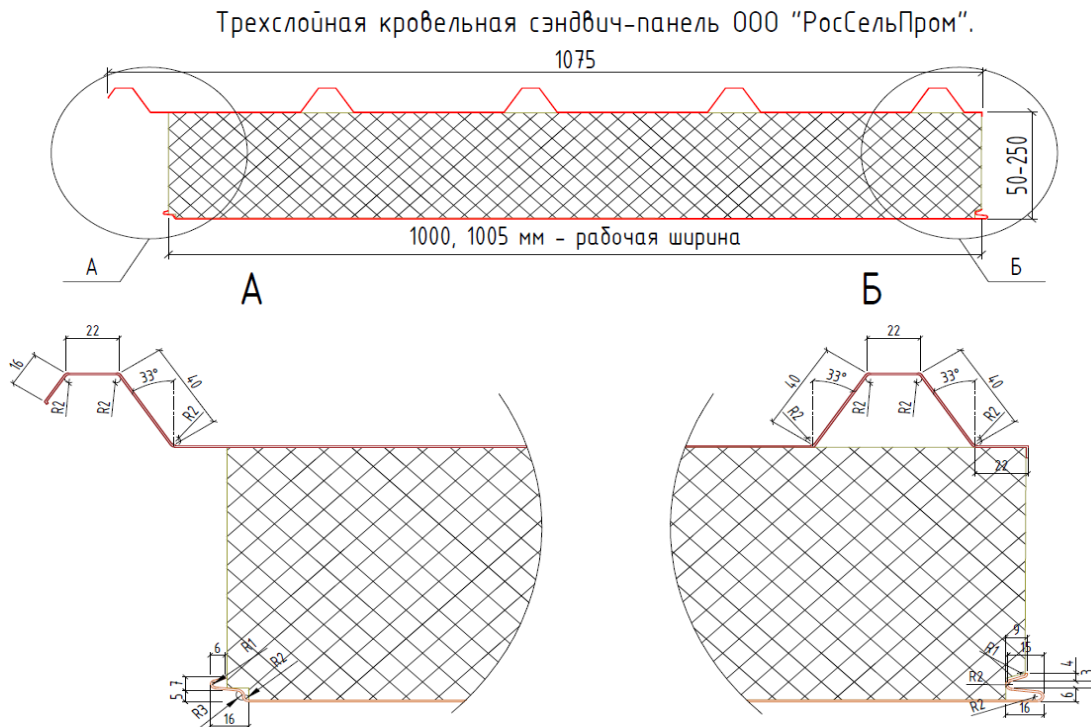 Трехслойная кровельная сэндвич-панель ООО "РосСельПром".
1075
50-250
1000, 1005 мм - рабочая ширина
А
Б
А
Б
22
16
33°
40
R2
R2
R2
22
40
33°
33°
40
R2
R2
R2
R2
22
6
R1
R2
7
5
R3
16
9
15
R1
4
3
R2
6
R2
16